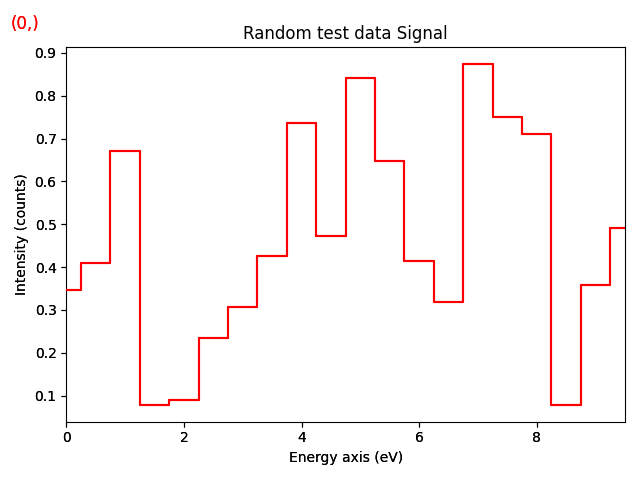 (0,)
Random test data Signal
Intensity (counts)
0.9
0.8
0.7
0.6
0.5
0.4
0.3
0.2
0.1
0 2 4 6 8
Energy axis (eV)